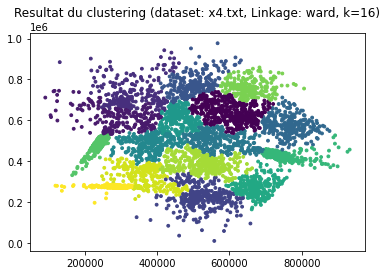 Resultat du clustering (dataset: x4.txt, Linkage: ward, k=16)
1e6
1.0
0.8
0.6
0.4
0.2
0.0
200000 400000 600000 800000